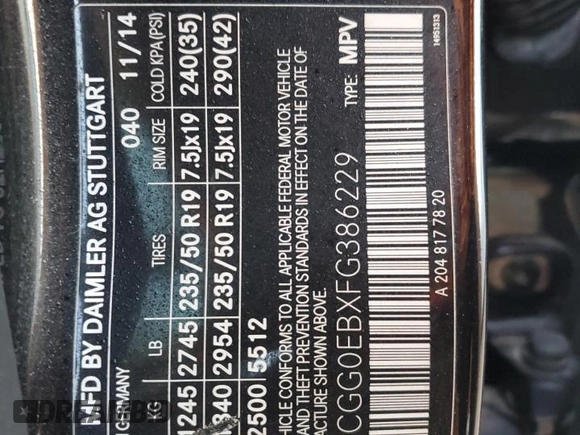 MFD BY DAIMLER AG STUTTGART
GERMANY 040 11/14
KG LB TIRES RIM SIZE COLD KPA (PSI)
1245 2745 235/50 R19 7.5Jx19 240(35)
2954 235/50 R19 7.5Jx19 290(42)
2500 5512
VEHICLE CONFORMS TO ALL APPLICABLE FEDERAL MOTOR VEHICLE
AND THEFT PREVENTION STANDARDS IN EFFECT ON THE DATE OF
SHOWN ABOVE.
CGG0EBXFG386229 TYPE: MPV
A 204 817 78 20
14951313
DREAMBID